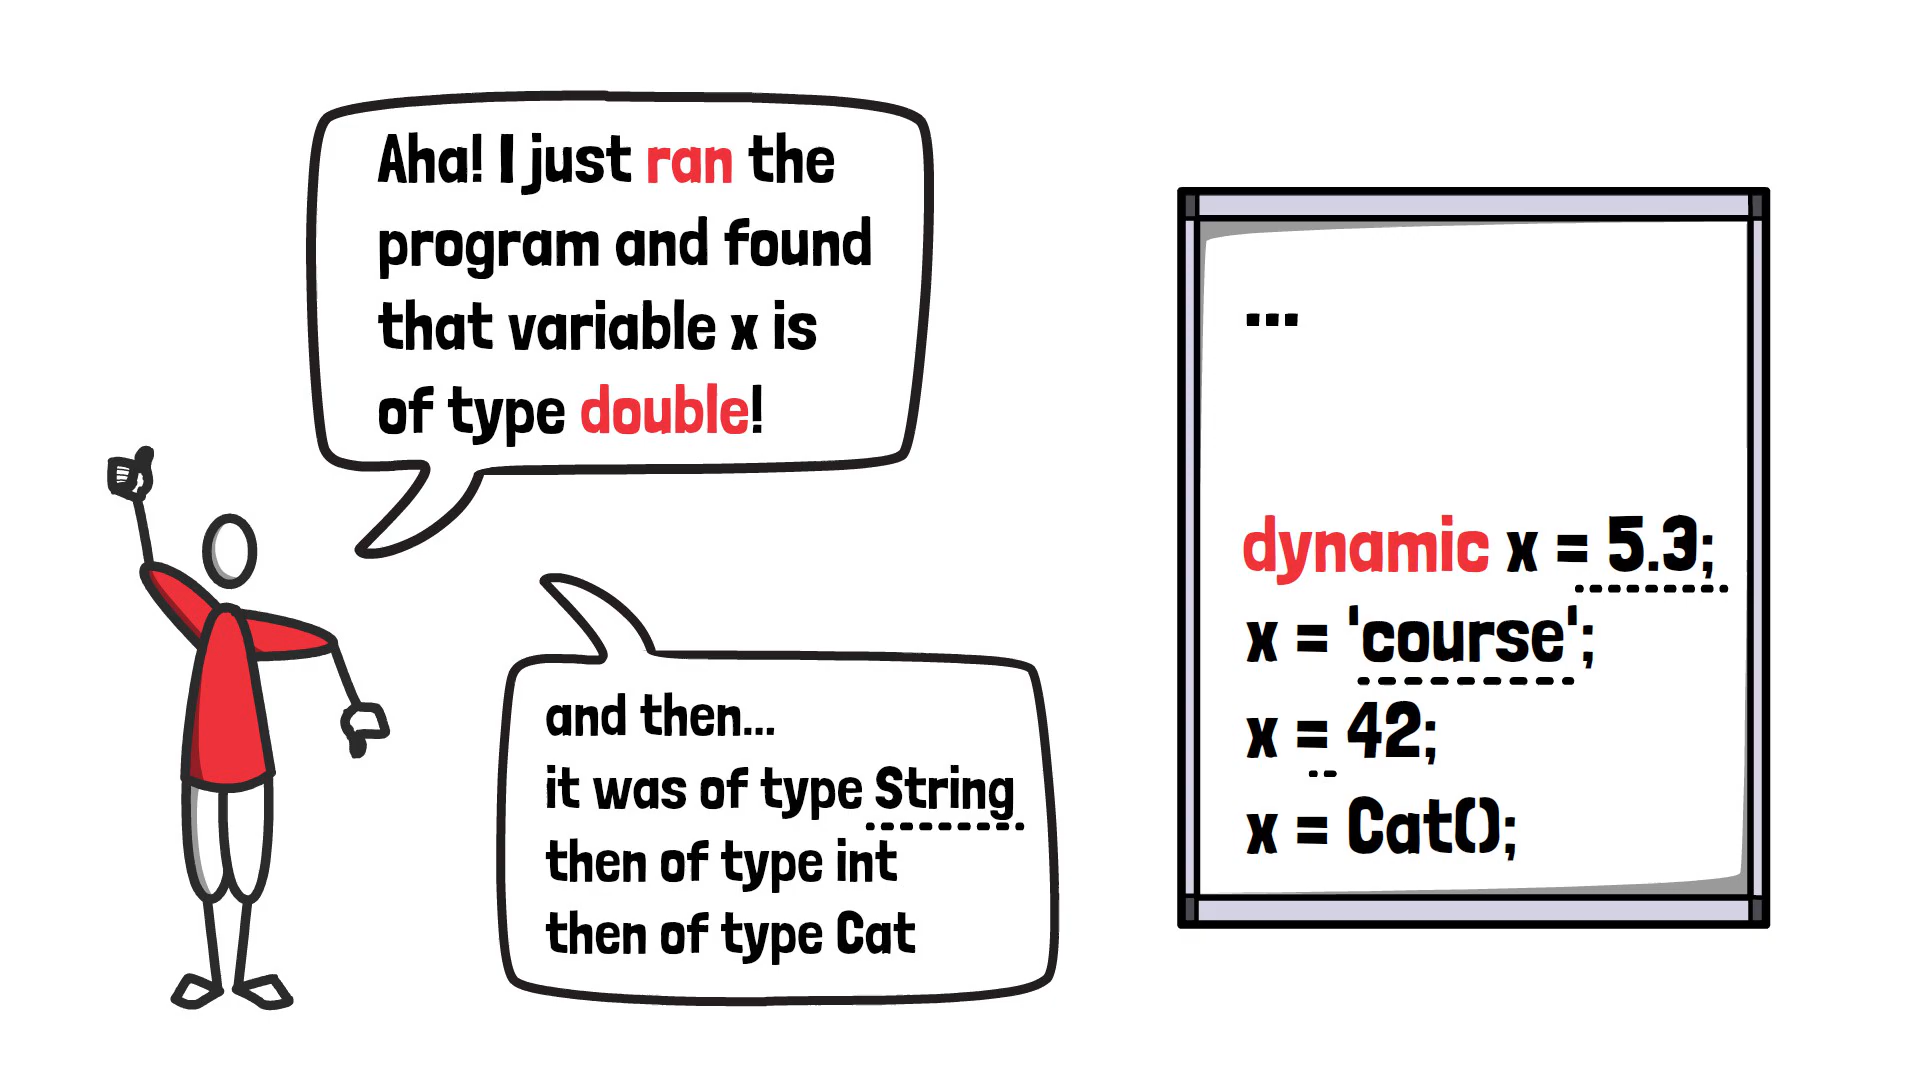 Aha! I just ran the
program and found
that variable x is
of type double!
and then...
it was of type String
then of type int
then of type Cat
...
dynamic x = 5.3;
x = 'course';
x = 42;
x = Cat();